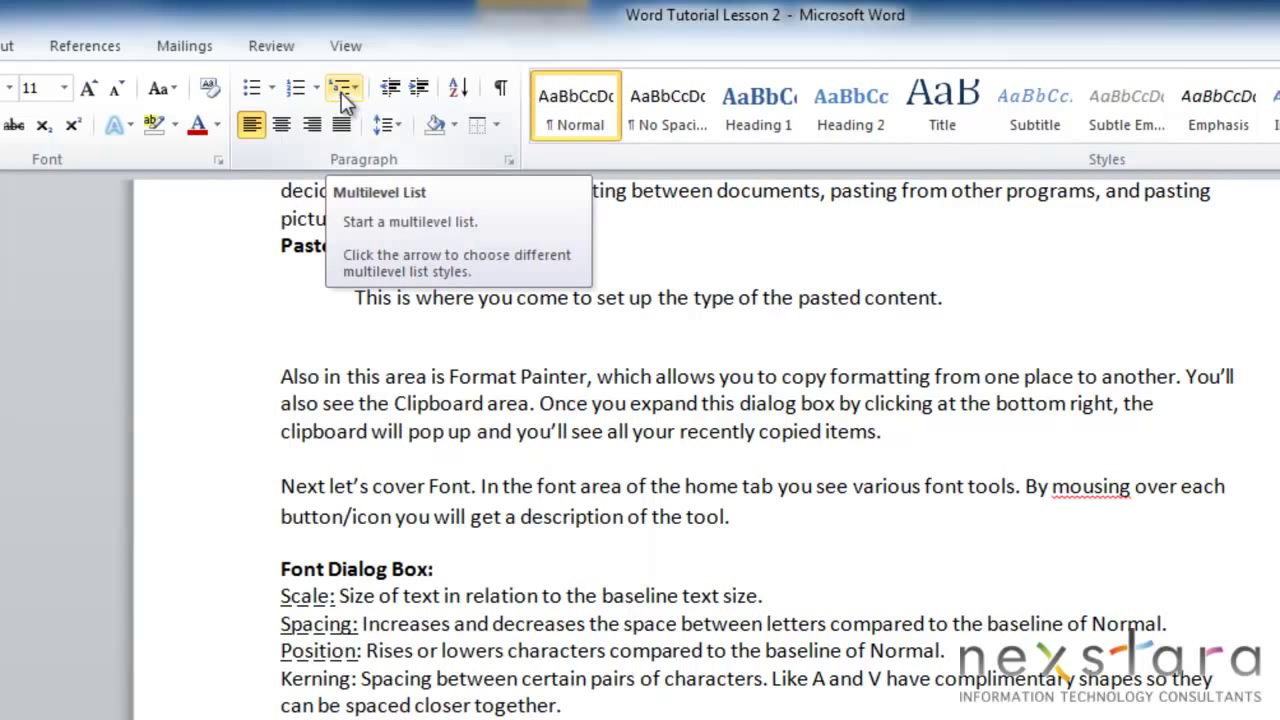 Word Tutorial Lesson 2 - Microsoft Word
ut References Mailings Review View
11 Aa abc X₂ X² A A
Font Paragraph Styles
AaBbCcDc AaBbCcDc AaBbC AaBbCc AaB AaBbCc. AaBbCcDc AaBbCcDc
¶ Normal ¶ No Spaci... Heading 1 Heading 2 Title Subtitle Subtle Em... Emphasis
Multilevel List
Start a multilevel list.
Click the arrow to choose different
multilevel list styles.
ting between documents, pasting from other programs, and pasting
pictu
Paste
This is where you come to set up the type of the pasted content.
Also in this area is Format Painter, which allows you to copy formatting from one place to another. You’ll
also see the Clipboard area. Once you expand this dialog box by clicking at the bottom right, the
clipboard will pop up and you’ll see all your recently copied items.
Next let’s cover Font. In the font area of the home tab you see various font tools. By mousing over each
button/icon you will get a description of the tool.
Font Dialog Box:
Scale: Size of text in relation to the baseline text size.
Spacing: Increases and decreases the space between letters compared to the baseline of Normal.
Position: Rises or lowers characters compared to the baseline of Normal.
Kerning: Spacing between certain pairs of characters. Like A and V have complimentary shapes so they
can be spaced closer together.
nexstara
INFORMATION TECHNOLOGY CONSULTANTS